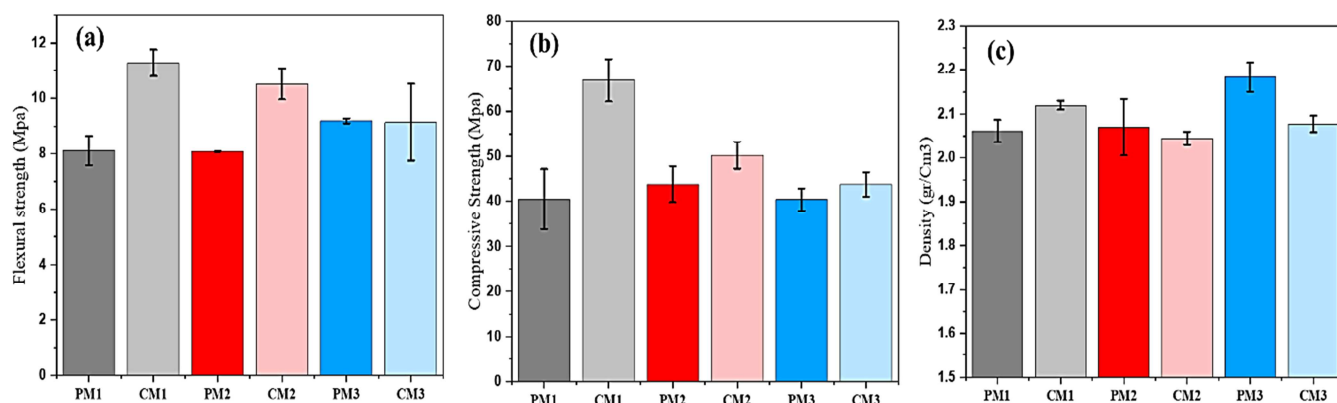 (a)
Flexural strength (Mpa)
12
10
8
6
4
2
0
PM1 CM1 PM2 CM2 PM3 CM3
(b)
Compressive Strength (Mpa)
80
70
60
50
40
30
20
10
0
PM1 CM1 PM2 CM2 PM3 CM3
(c)
Density (gr/Cm3)
2.3
2.2
2.1
2.0
1.9
1.8
1.7
1.6
1.5
PM1 CM1 PM2 CM2 PM3 CM3